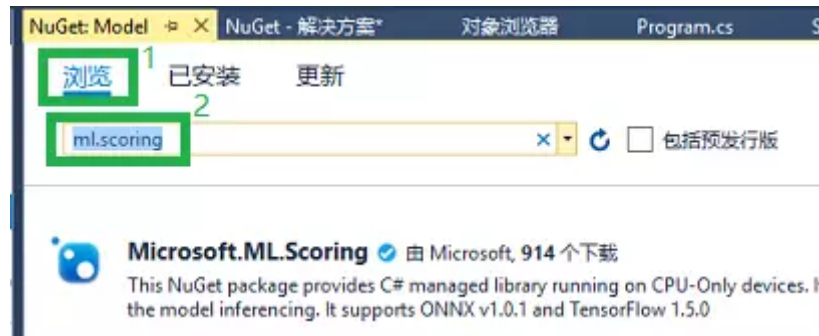 NuGet: Model NuGet - 解决方案* 对象浏览器 Program.cs
浏览 1 已安装 更新
2
ml.scoring 包括预发行版
Microsoft.ML.Scoring 由 Microsoft, 914 个下载
This NuGet package provides C# managed library running on CPU-Only devices.
the model inferencing. It supports ONNX v1.0.1 and TensorFlow 1.5.0